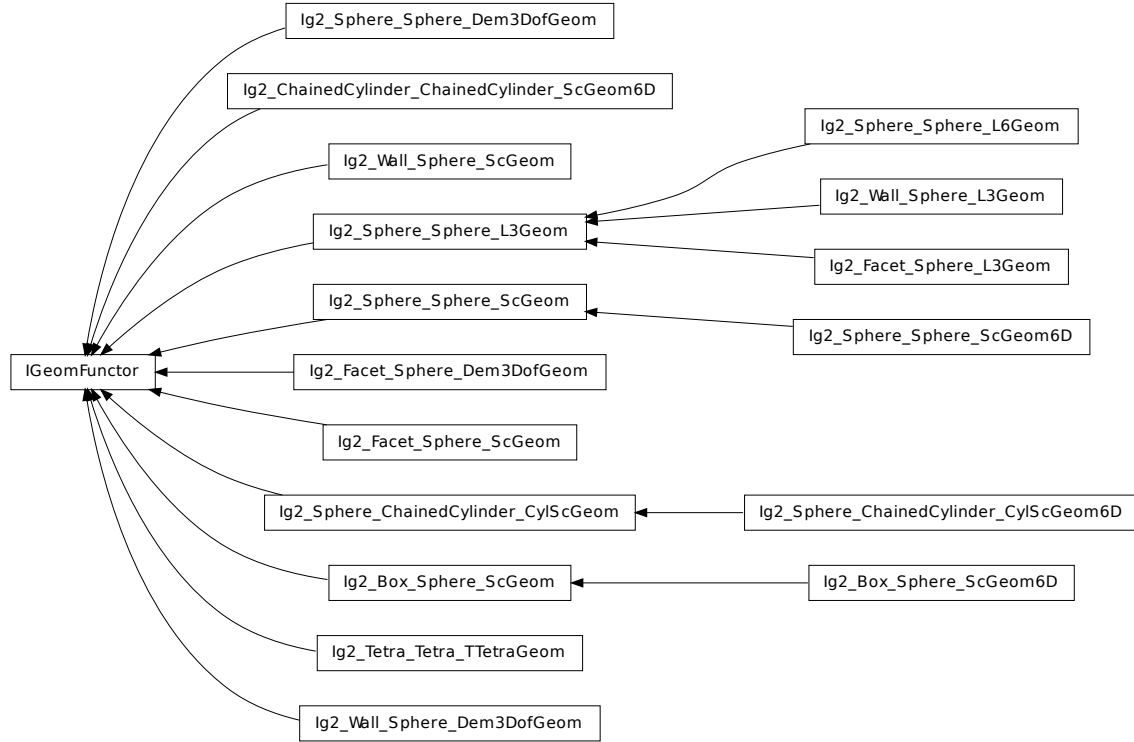 Ig2_Sphere_Sphere_Dem3DofGeom
Ig2_ChainedCylinder_ChainedCylinder_ScGeom6D
Ig2_Sphere_Sphere_L6Geom
Ig2_Wall_Sphere_ScGeom
Ig2_Wall_Sphere_L3Geom
Ig2_Sphere_Sphere_L3Geom
Ig2_Facet_Sphere_L3Geom
Ig2_Sphere_Sphere_ScGeom
Ig2_Sphere_Sphere_ScGeom6D
IGeomFunctor
Ig2_Facet_Sphere_Dem3DofGeom
Ig2_Facet_Sphere_ScGeom
Ig2_Sphere_ChainedCylinder_CylScGeom
Ig2_Sphere_ChainedCylinder_CylScGeom6D
Ig2_Box_Sphere_ScGeom
Ig2_Box_Sphere_ScGeom6D
Ig2_Tetra_Tetra_TTetraGeom
Ig2_Wall_Sphere_Dem3DofGeom